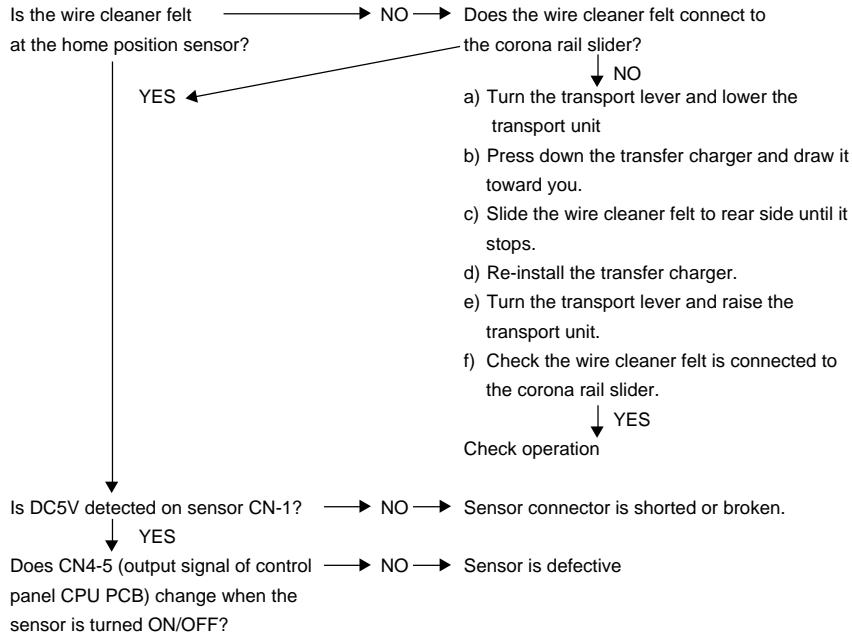 Is the wire cleaner felt
at the home position sensor?
NO
Does the wire cleaner felt connect to
the corona rail slider?
YES
NO
a) Turn the transport lever and lower the
transport unit
b) Press down the transfer charger and draw it
toward you.
c) Slide the wire cleaner felt to rear side until it
stops.
d) Re-install the transfer charger.
e) Turn the transport lever and raise the
transport unit.
f) Check the wire cleaner felt is connected to
the corona rail slider.
YES
Check operation
Is DC5V detected on sensor CN-1?
NO
Sensor connector is shorted or broken.
YES
Does CN4-5 (output signal of control
panel CPU PCB) change when the
sensor is turned ON/OFF?
NO
Sensor is defective